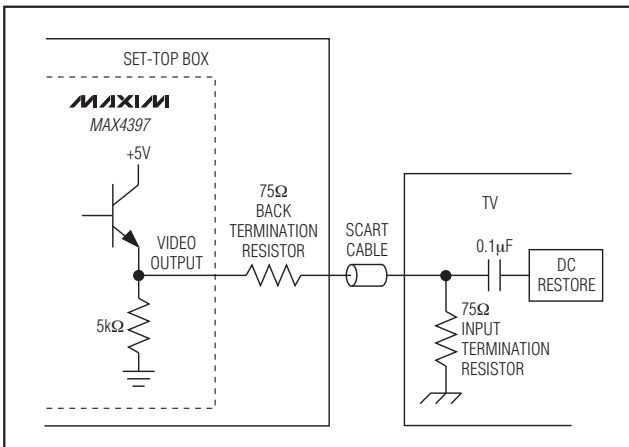 SET-TOP BOX
MAXIM
MAX4397
+5V
VIDEO
OUTPUT
5kΩ
75Ω
BACK
TERMINATION
RESISTOR
SCART
CABLE
TV
0.1µF
DC
RESTORE
75Ω
INPUT
TERMINATION
RESISTOR